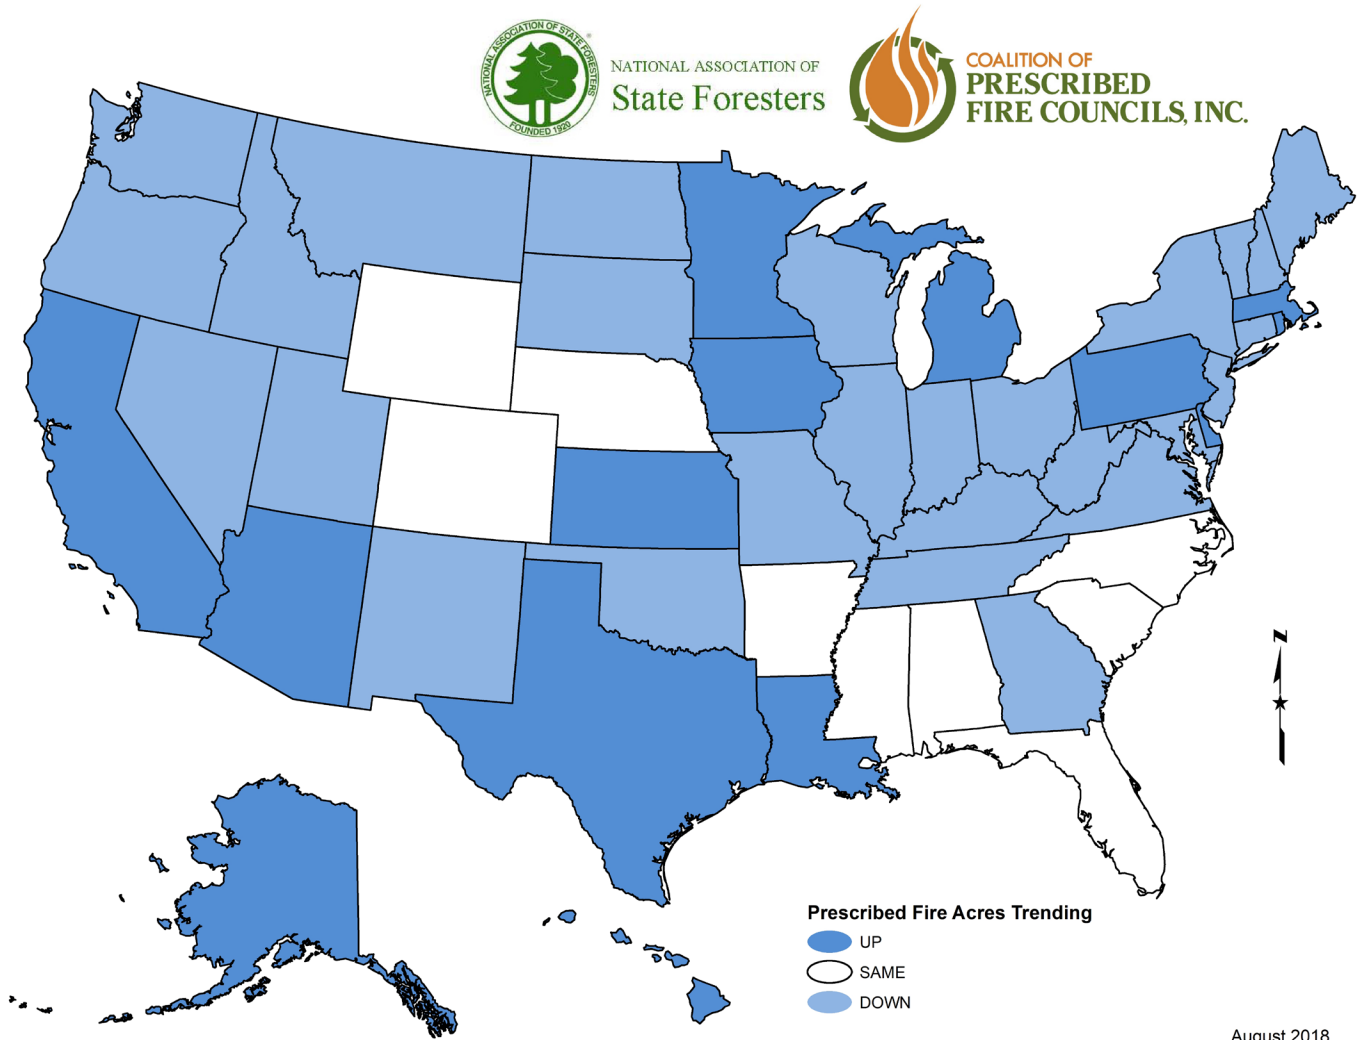 NATIONAL ASSOCIATION OF STATE FORESTERS
FOUNDED 1920
NATIONAL ASSOCIATION OF
State Foresters
COALITION OF
PRESCRIBED
FIRE COUNCILS, INC.
N
Prescribed Fire Acres Trending
UP
SAME
DOWN
August 2018